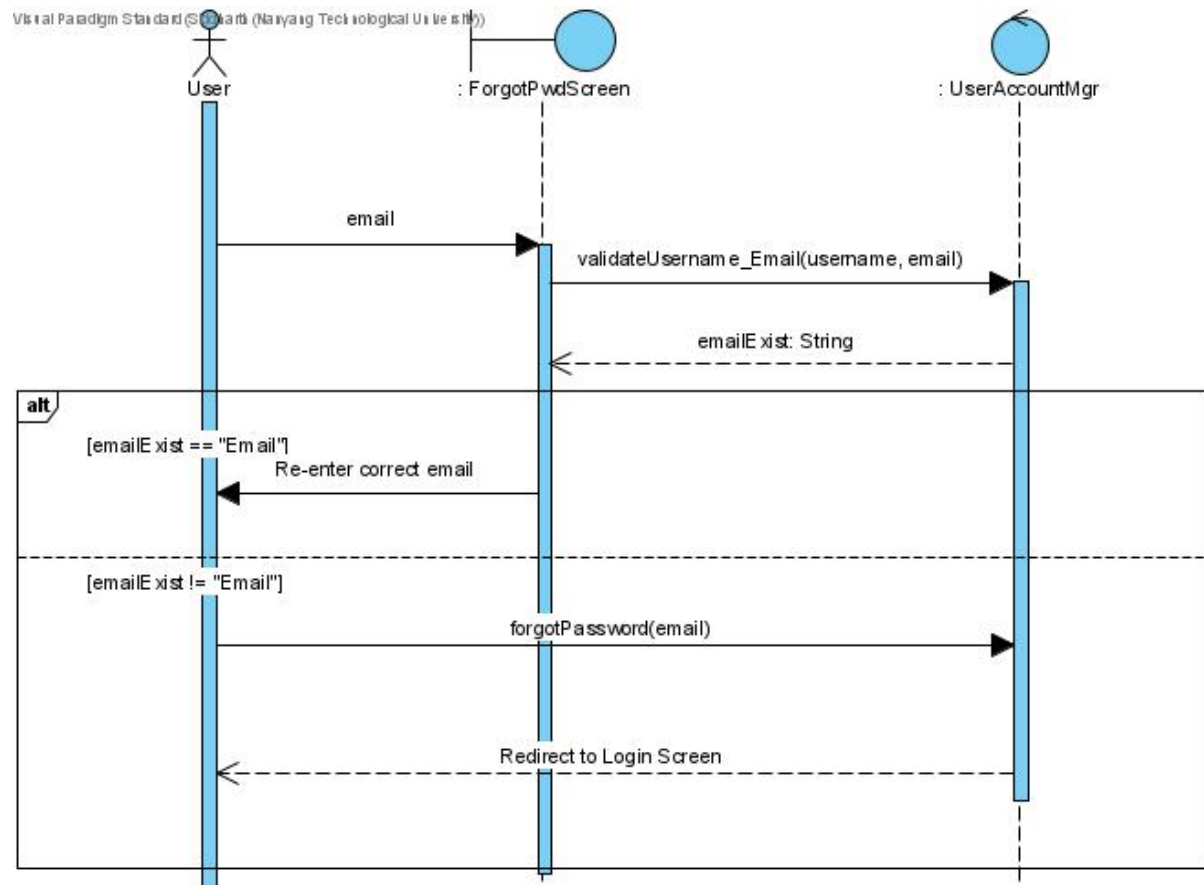 Visual Paradigm Standard (Siddharth (Nanyang Technological University))
User
: ForgotPwdScreen
: UserAccountMgr
email
validateUsername_Email(username, email)
emailExist: String
alt
[emailExist == "Email"]
Re-enter correct email
[emailExist != "Email"]
forgotPassword(email)
Redirect to Login Screen